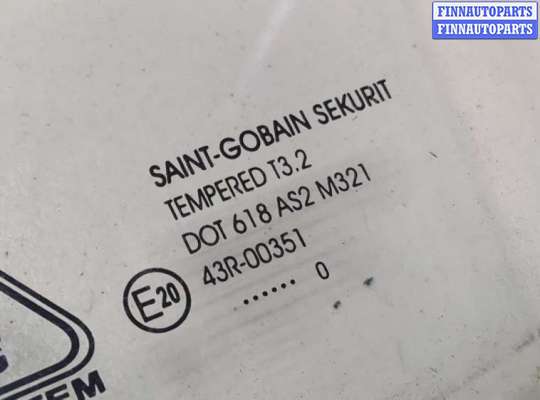 FINNAUTOPARTS
FINNAUTOPARTS
SAINT-GOBAIN SEKURIT
TEMPERED T3.2
DOT 618 AS2 M321
43R-00351
E20
...... 0